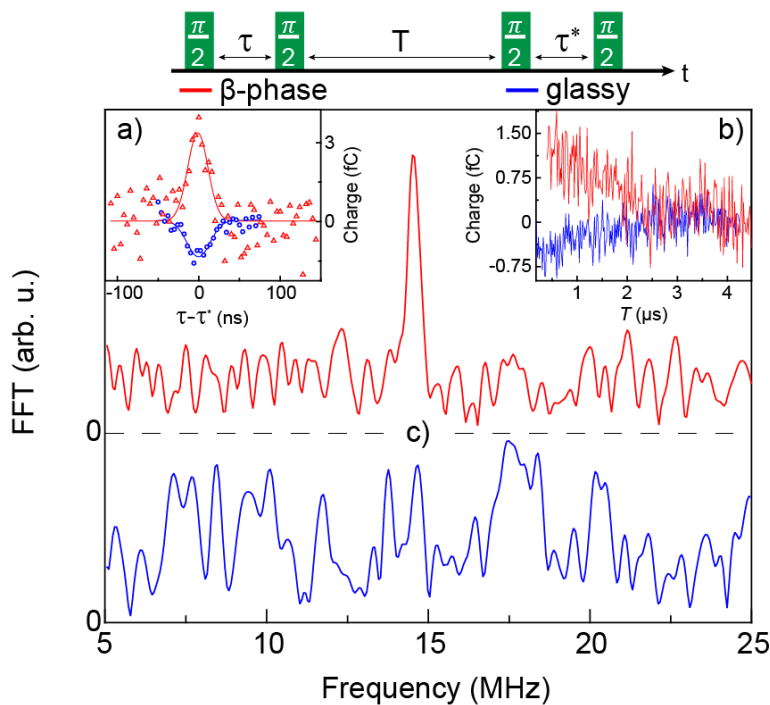 π/2 τ π/2 T π/2 τ* π/2
t
β-phase glassy
a)
3
0
Charge (fC)
-100 0 100
τ-τ* (ns)
b)
1.50
0.75
0
-0.75
Charge (fC)
1 2 3 4
T (µs)
FFT (arb. u.)
0
c)
0
5 10 15 20 25
Frequency (MHz)